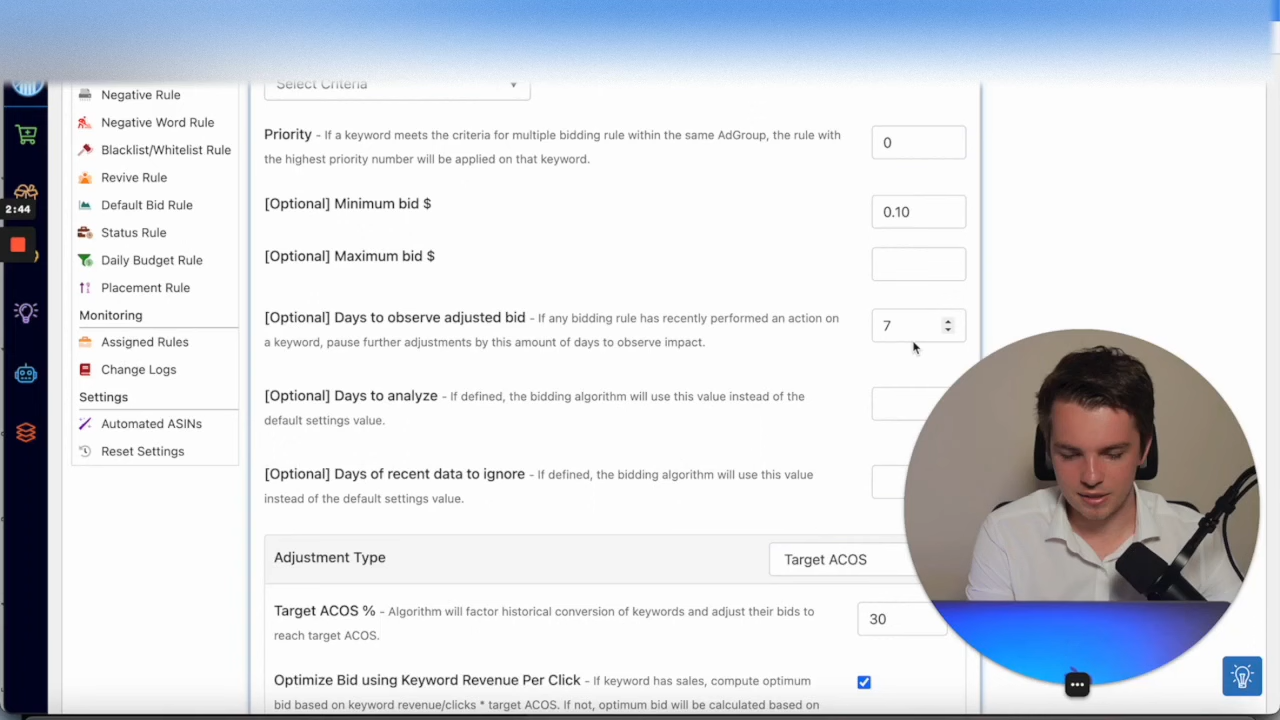 Select Criteria
Negative Rule
Negative Word Rule
Blacklist/Whitelist Rule
Revive Rule
Default Bid Rule
Status Rule
Daily Budget Rule
Placement Rule
Monitoring
Assigned Rules
Change Logs
Settings
Automated ASINs
Reset Settings
2:44
Priority - If a keyword meets the criteria for multiple bidding rule within the same AdGroup, the rule with
the highest priority number will be applied on that keyword.
0
[Optional] Minimum bid $
0.10
[Optional] Maximum bid $
[Optional] Days to observe adjusted bid - If any bidding rule has recently performed an action on
a keyword, pause further adjustments by this amount of days to observe impact.
7
[Optional] Days to analyze - If defined, the bidding algorithm will use this value instead of the
default settings value.
[Optional] Days of recent data to ignore - If defined, the bidding algorithm will use this value
instead of the default settings value.
Adjustment Type
Target ACOS
Target ACOS % - Algorithm will factor historical conversion of keywords and adjust their bids to
reach target ACOS.
30
Optimize Bid using Keyword Revenue Per Click - If keyword has sales, compute optimum
bid based on keyword revenue/clicks * target ACOS. If not, optimum bid will be calculated based on